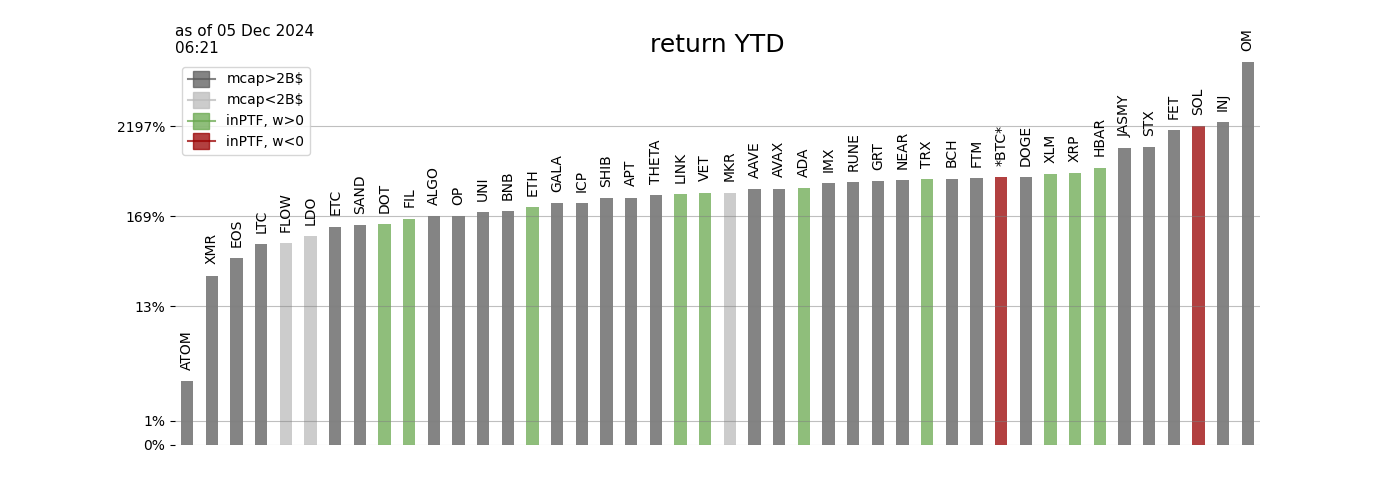 as of 05 Dec 2024
06:21
return YTD
mcap>2B$
mcap<2B$
inPTF, w>0
inPTF, w<0
2197%
169%
13%
1%
0%
ATOM
XMR
EOS
LTC
FLOW
LDO
ETC
SAND
DOT
FIL
ALGO
OP
UNI
BNB
ETH
GALA
ICP
SHIB
APT
THETA
LINK
VET
MKR
AAVE
AVAX
ADA
IMX
RUNE
GRT
NEAR
TRX
BCH
FTM
*BTC*
DOGE
XLM
XRP
HBAR
JASMY
STX
FET
SOL
INJ
OM